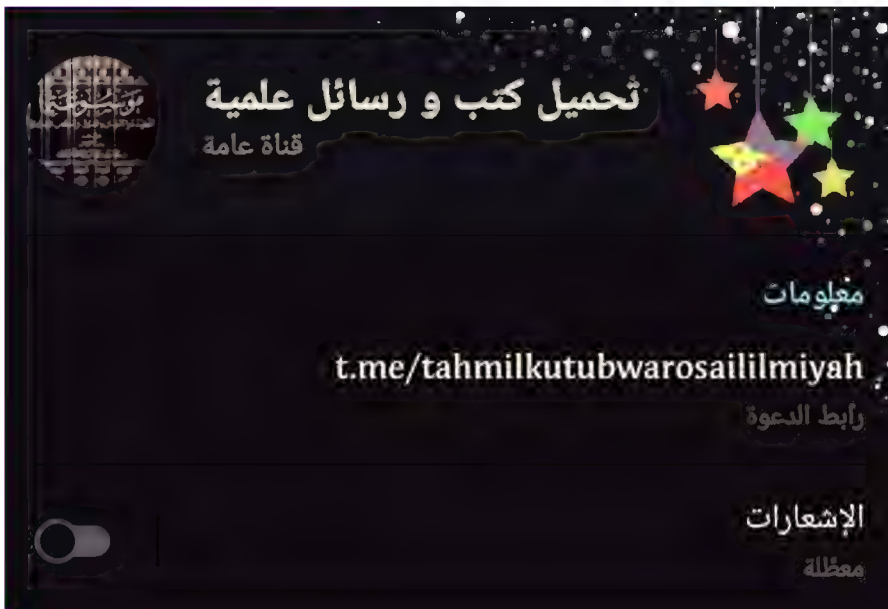 تحميل كتب و رسائل علمية
قناة عامة
معلومات
t.me/tahmilkutubwarosaililmiyah
رابط الدعوة
الإشعارات
معطلة